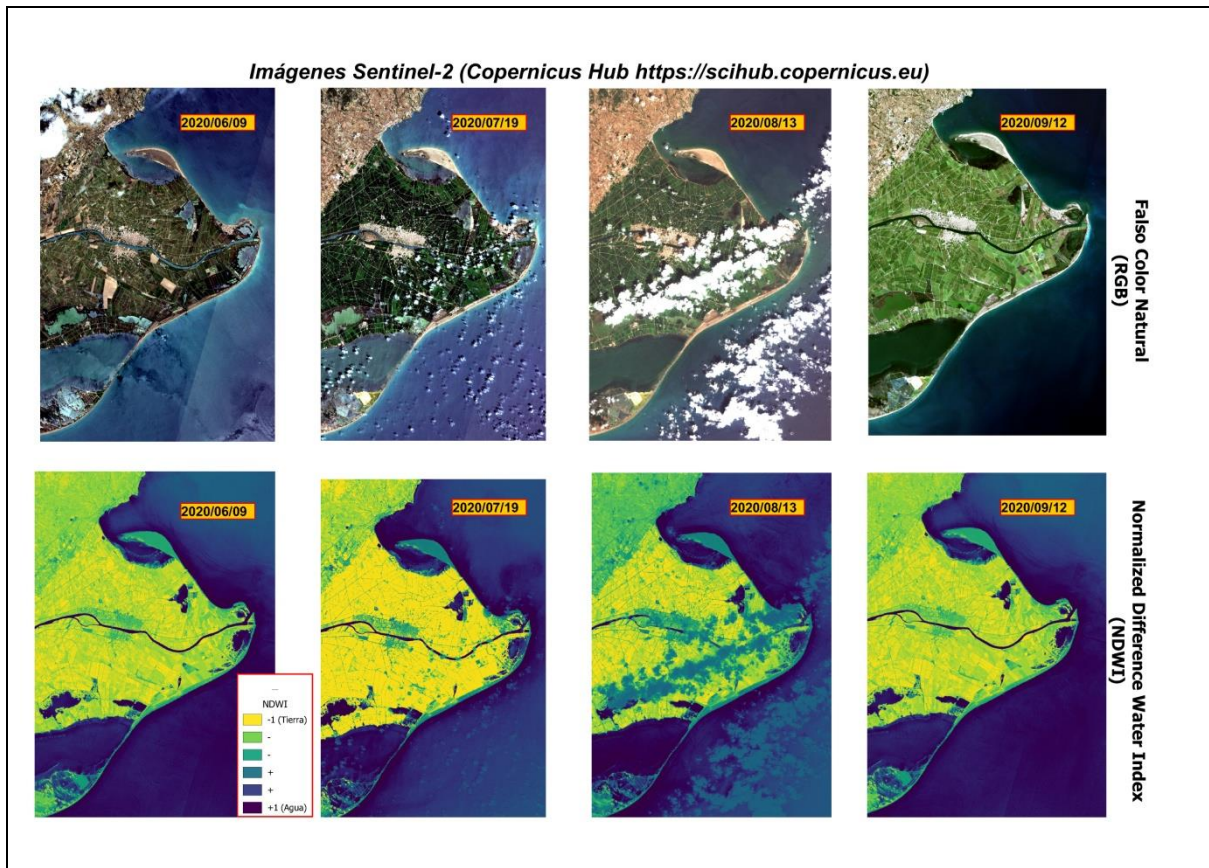 Imágenes Sentinel-2 (Copernicus Hub https://scihub.copernicus.eu)
2020/06/09
2020/07/19
2020/08/13
2020/09/12
Falso Color Natural
(RGB)
2020/06/09
2020/07/19
2020/08/13
2020/09/12
Normalized Difference Water Index
(NDWI)
NDWI
-1 (Tierra)
-
-
+
+
+1 (Agua)